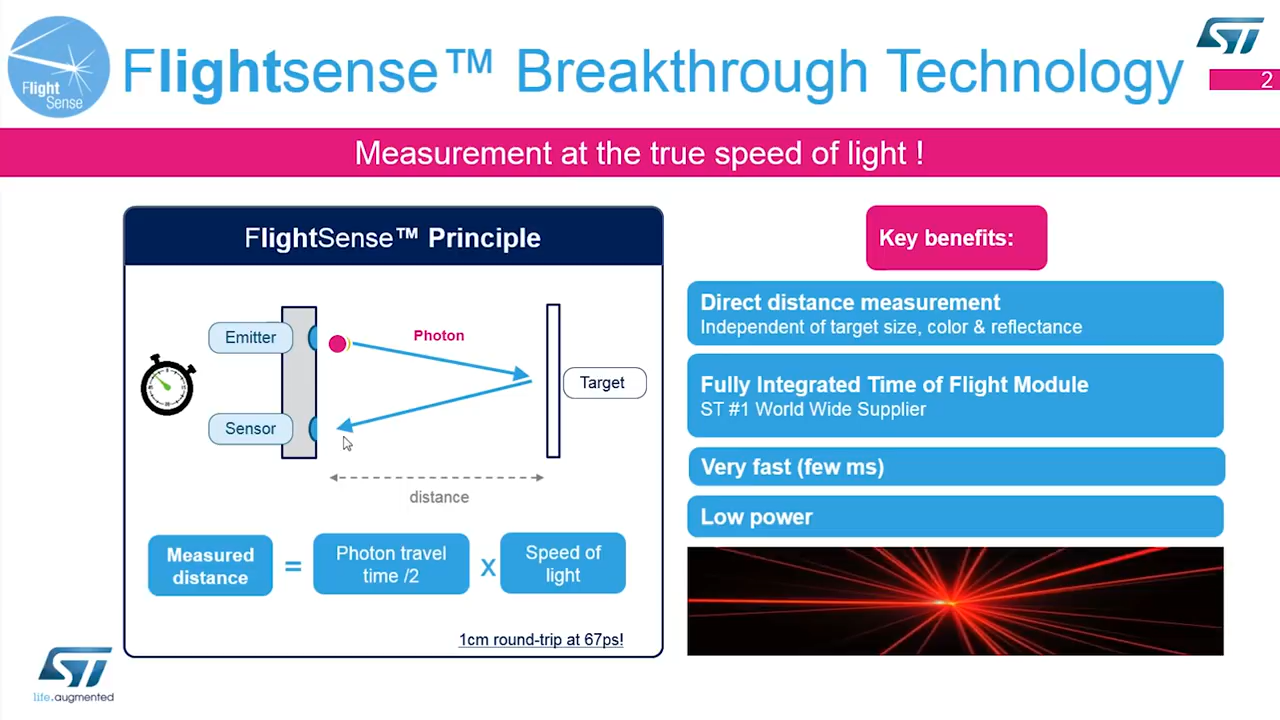 Flight
Sense
Flightsense™ Breakthrough Technology
ST
2
Measurement at the true speed of light !
FlightSense™ Principle
Emitter
Photon
Target
Sensor
distance
Measured
distance
=
Photon travel
time /2
x
Speed of
light
1cm round-trip at 67ps!
Key benefits:
Direct distance measurement
Independent of target size, color & reflectance
Fully Integrated Time of Flight Module
ST #1 World Wide Supplier
Very fast (few ms)
Low power
ST
life.augmented